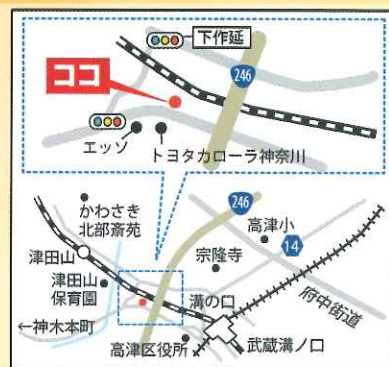 下作延
ココ
246
エッソ
トヨタカローラ神奈川
かわさき
北部斎苑
246
高津小
14
津田山
宗隆寺
津田山
保育園
溝の口
府中街道
←神木本町
高津区役所
武蔵溝ノ口